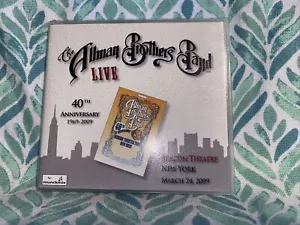 The Allman Brothers Band
LIVE
40TH
ANNIVERSARY
1969-2009
BEACON THEATRE
NEW YORK
MARCH 24, 2009